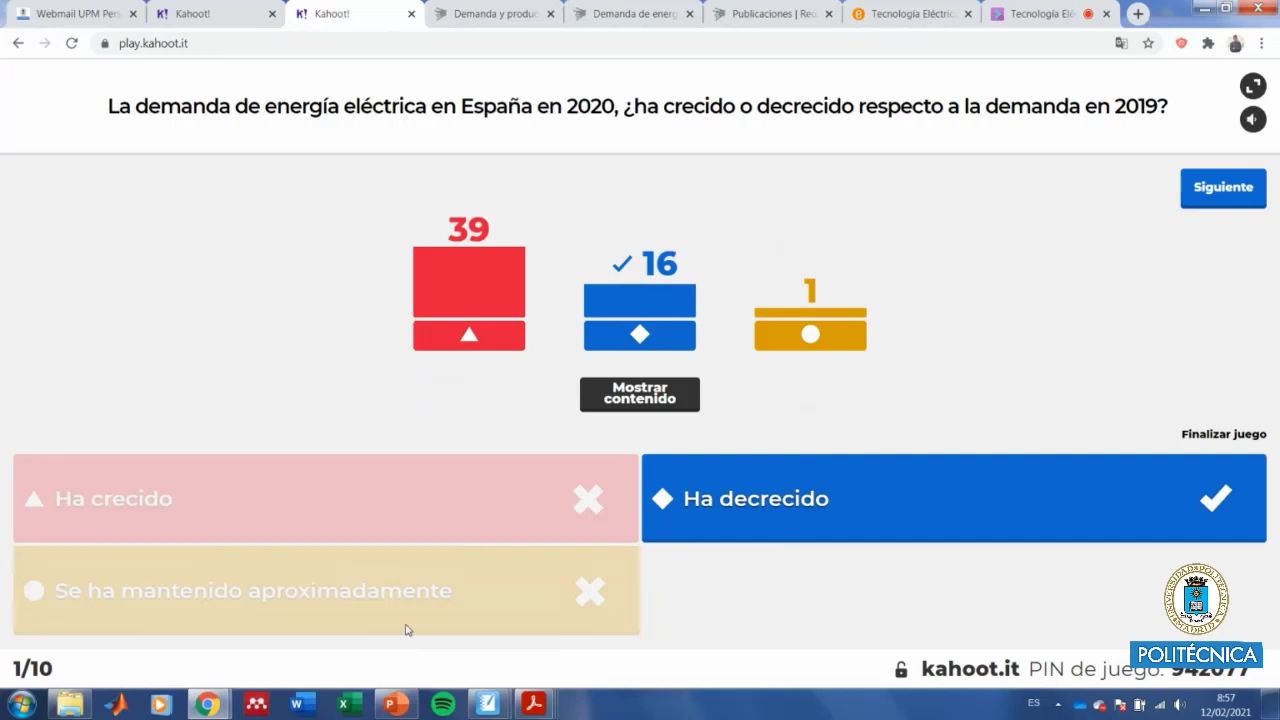 Webmail UPM Pers
Kahoot!
Kahoot!
Demanda y produc
Demanda de energ
Publicaciones | Red
Tecnología Eléctric
Tecnología Elé
play.kahoot.it
La demanda de energía eléctrica en España en 2020, ¿ha crecido o decrecido respecto a la demanda en 2019?
Siguiente
39
16
1
Mostrar
contenido
Finalizar juego
Ha crecido
Ha decrecido
Se ha mantenido aproximadamente
POLITÉCNICA
1/10
kahoot.it PIN de juego: 942077
ES
8:57
12/02/2021